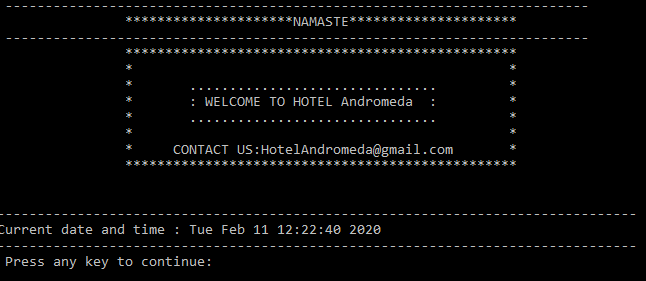 *********************NAMASTE*********************
: WELCOME TO HOTEL Andromeda :
CONTACT US:HotelAndromeda@gmail.com
Current date and time : Tue Feb 11 12:22:40 2020
Press any key to continue: